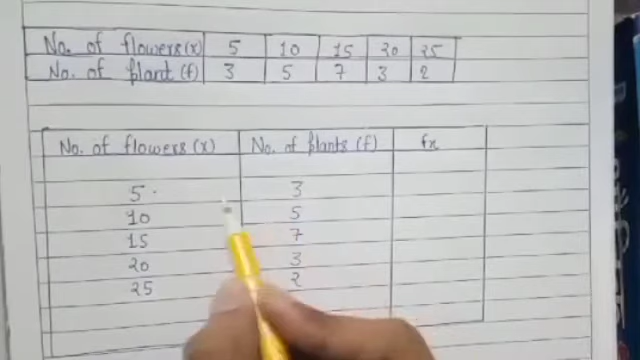 No. of flowers (x) 5 10 15 20 25
No. of plant (f) 3 5 7 3 2
No. of flowers (x) No. of plants (f) fx
5 3
10 5
15 7
20 3
25 2